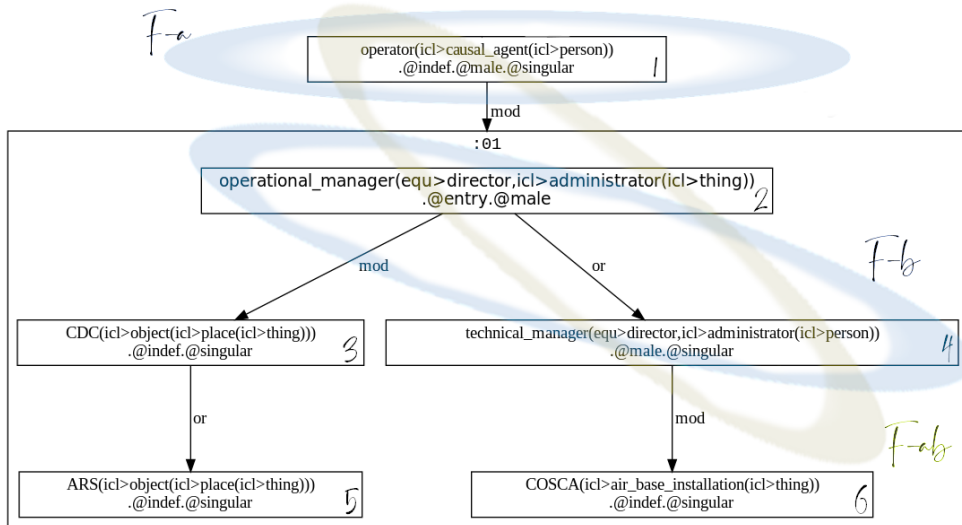 F-a
operator(icl>causal_agent(icl>person))
.@indef.@male.@singular
1
mod
:01
operational_manager(equ>director,icl>administrator(icl>thing))
.@entry.@male
2
mod
or
F-b
CDC(icl>object(icl>place(icl>thing)))
.@indef.@singular
3
technical_manager(equ>director,icl>administrator(icl>person))
.@male.@singular
4
or
mod
F-ab
ARS(icl>object(icl>place(icl>thing)))
.@indef.@singular
5
COSCA(icl>air_base_installation(icl>thing))
.@indef.@singular
6